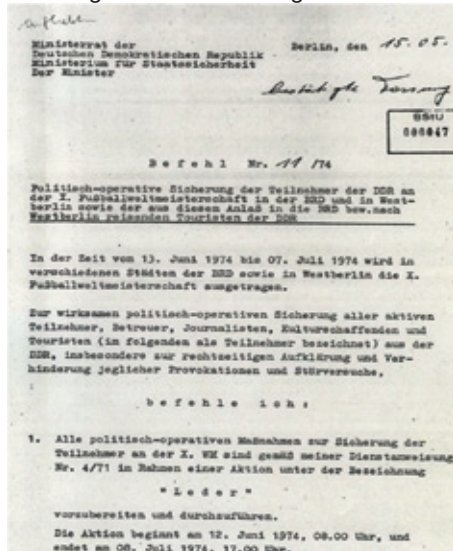 Ministerrat der
Deutschen Demokratischen Republik
Ministerium für Staatssicherheit
Der Minister
Berlin, den 15.05.
bestätigte Fassung
BStU
000047
Befehl Nr. 11 /74
Politisch-operative Sicherung der Teilnehmer der DDR an
der X. Fußballweltmeisterschaft in der BRD und in West-
berlin sowie der aus diesem Anlaß in die BRD bzw. nach
Westberlin reisenden Touristen der DDR
In der Zeit vom 13. Juni 1974 bis 07. Juli 1974 wird in
verschiedenen Städten der BRD sowie in Westberlin die X.
Fußballweltmeisterschaft ausgetragen.
Zur wirksamen politisch-operativen Sicherung aller aktiven
Teilnehmer, Betreuer, Journalisten, Kulturschaffenden und
Touristen (im folgenden als Teilnehmer bezeichnet) aus der
DDR, insbesondere zur rechtzeitigen Aufklärung und Ver-
hinderung jeglicher Provokationen und Störversuche,
befehle ich:
1. Alle politisch-operativen Maßnahmen zur Sicherung der
Teilnehmer an der X. WM sind gemäß meiner Dienstanweisung
Nr. 4/71 im Rahmen einer Aktion unter der Bezeichnung
"Leder"
vorzubereiten und durchzuführen.
Die Aktion beginnt am 12. Juni 1974, 08.00 Uhr, und
endet am 08. Juli 1974, 17.00 Uhr.